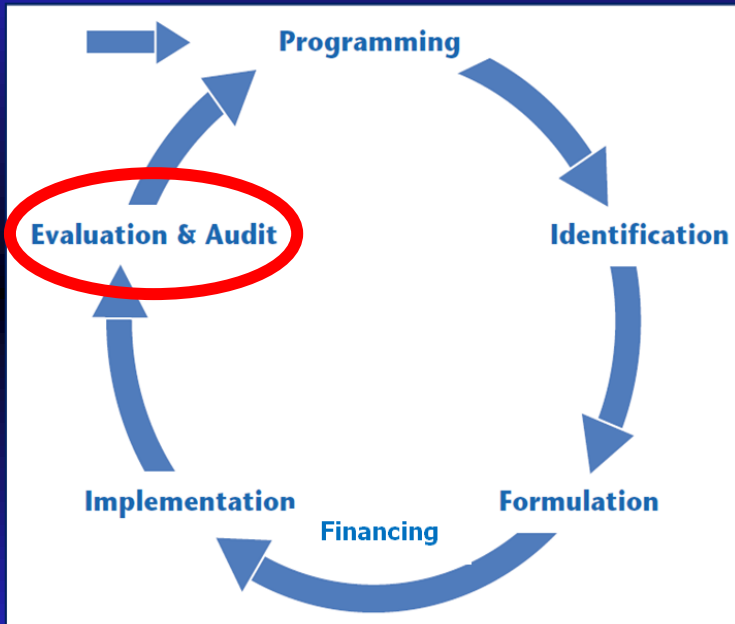 Programming
Evaluation & Audit
Identification
Implementation
Formulation
Financing